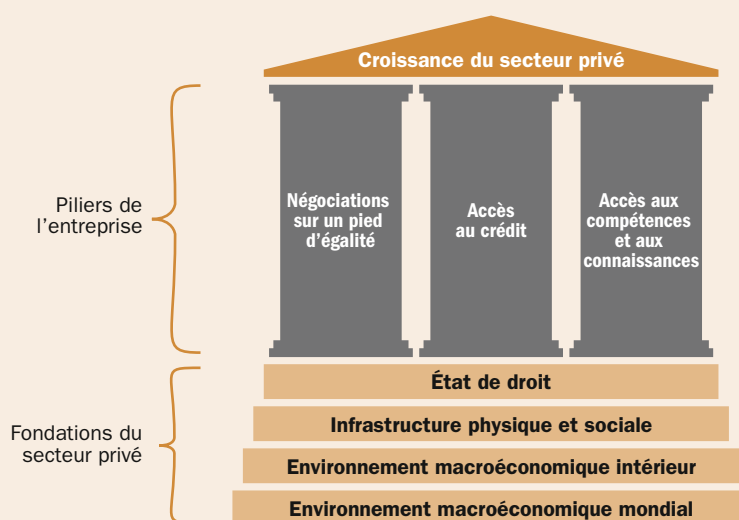 Croissance du secteur privé
Piliers de
l'entreprise
Négociations
sur un pied
d'égalité
Accès
au crédit
Accès aux
compétences
et aux
connaissances
Fondations du
secteur privé
État de droit
Infrastructure physique et sociale
Environnement macroéconomique intérieur
Environnement macroéconomique mondial